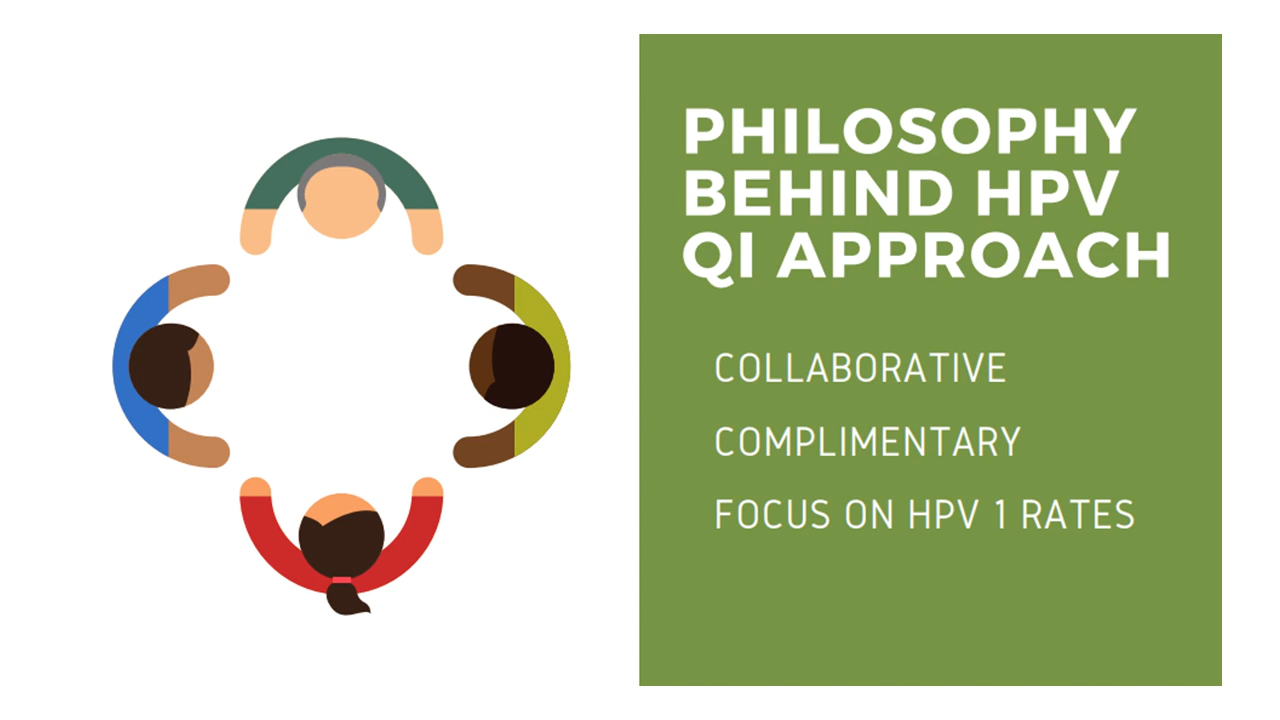 PHILOSOPHY
BEHIND HPV
QI APPROACH
COLLABORATIVE
COMPLIMENTARY
FOCUS ON HPV 1 RATES